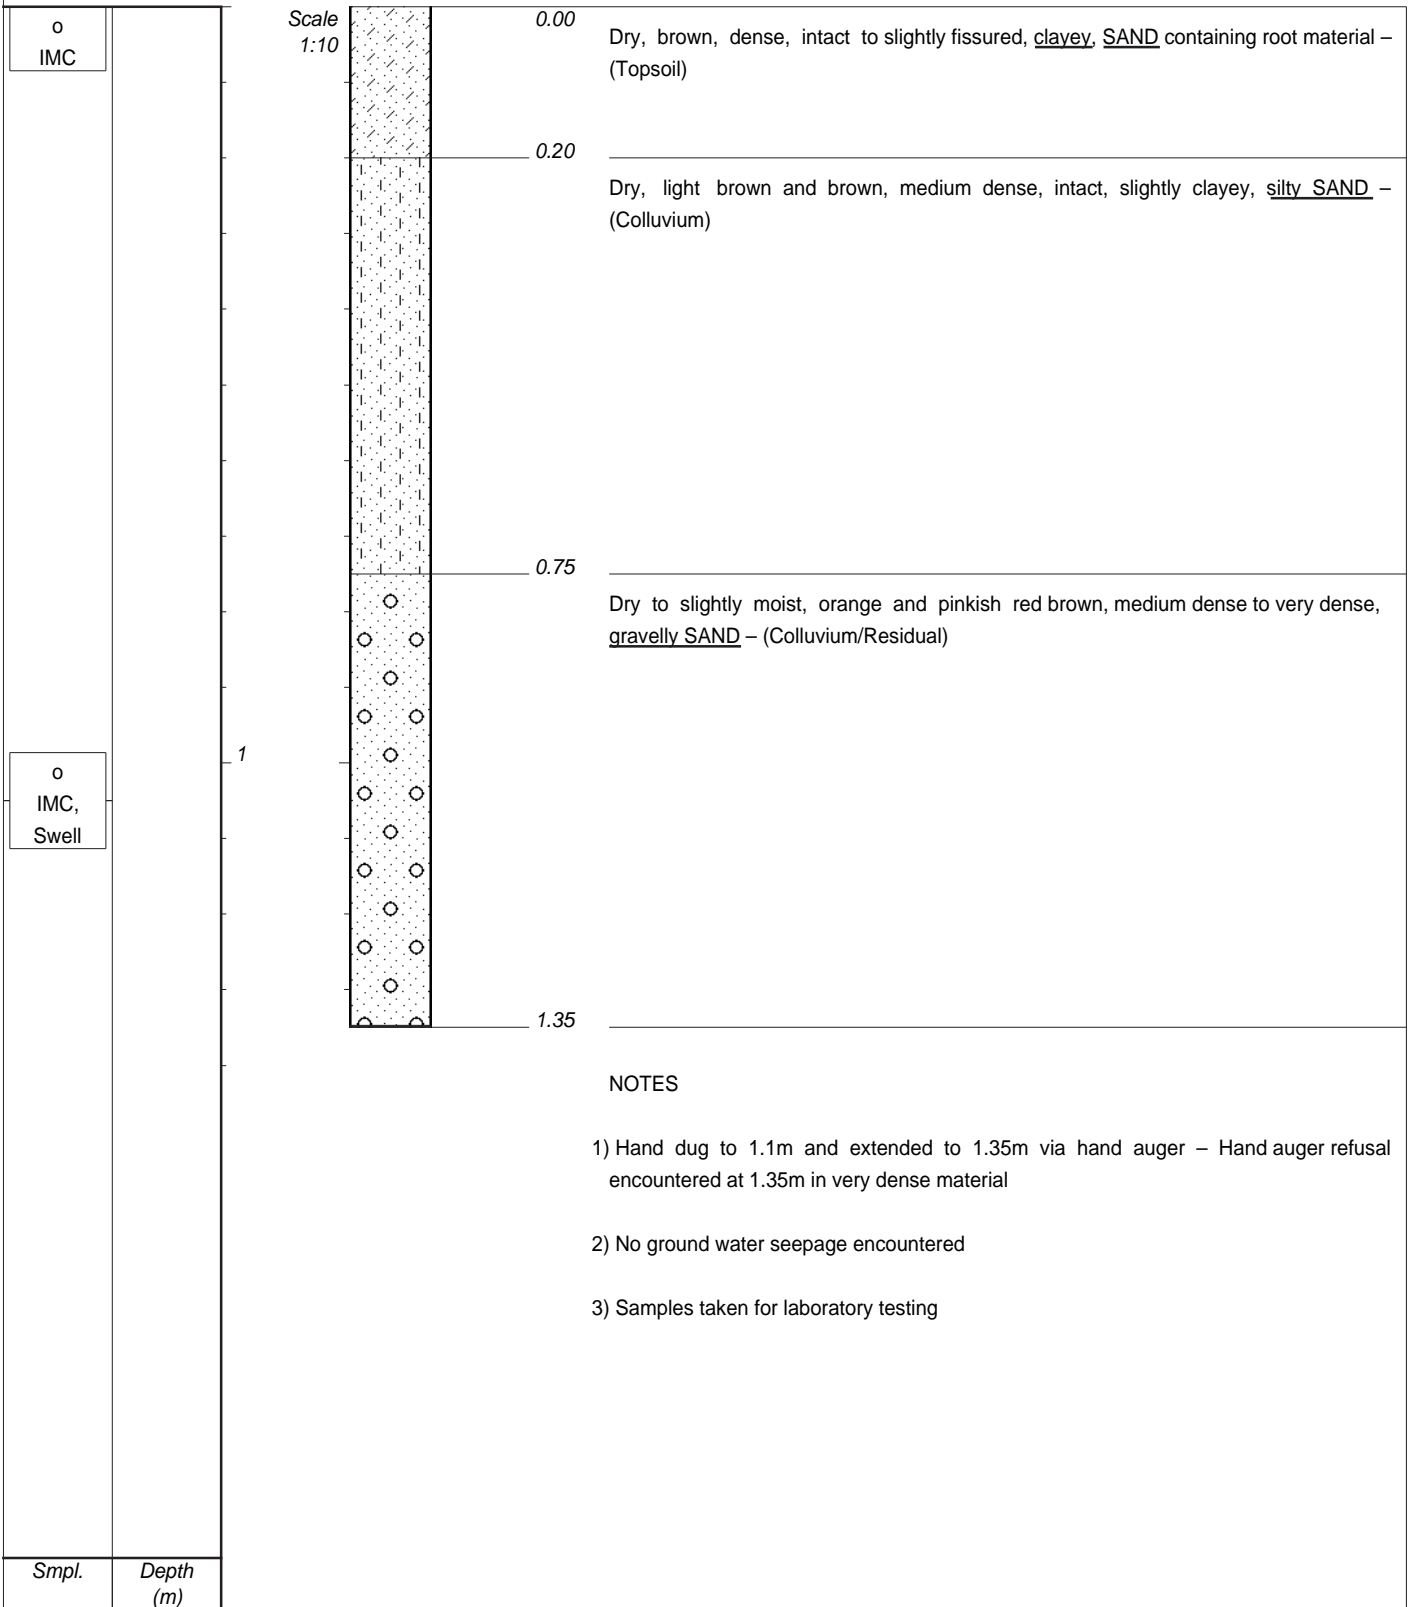 o
IMC
Scale
1:10
0.00
Dry, brown, dense, intact to slightly fissured, clayey, SAND containing root material –
(Topsoil)
0.20
Dry, light brown and brown, medium dense, intact, slightly clayey, silty SAND –
(Colluvium)
0.75
Dry to slightly moist, orange and pinkish red brown, medium dense to very dense,
gravelly SAND – (Colluvium/Residual)
1
o
IMC,
Swell
1.35
NOTES
1) Hand dug to 1.1m and extended to 1.35m via hand auger – Hand auger refusal
encountered at 1.35m in very dense material
2) No ground water seepage encountered
3) Samples taken for laboratory testing
Smpl.
Depth
(m)